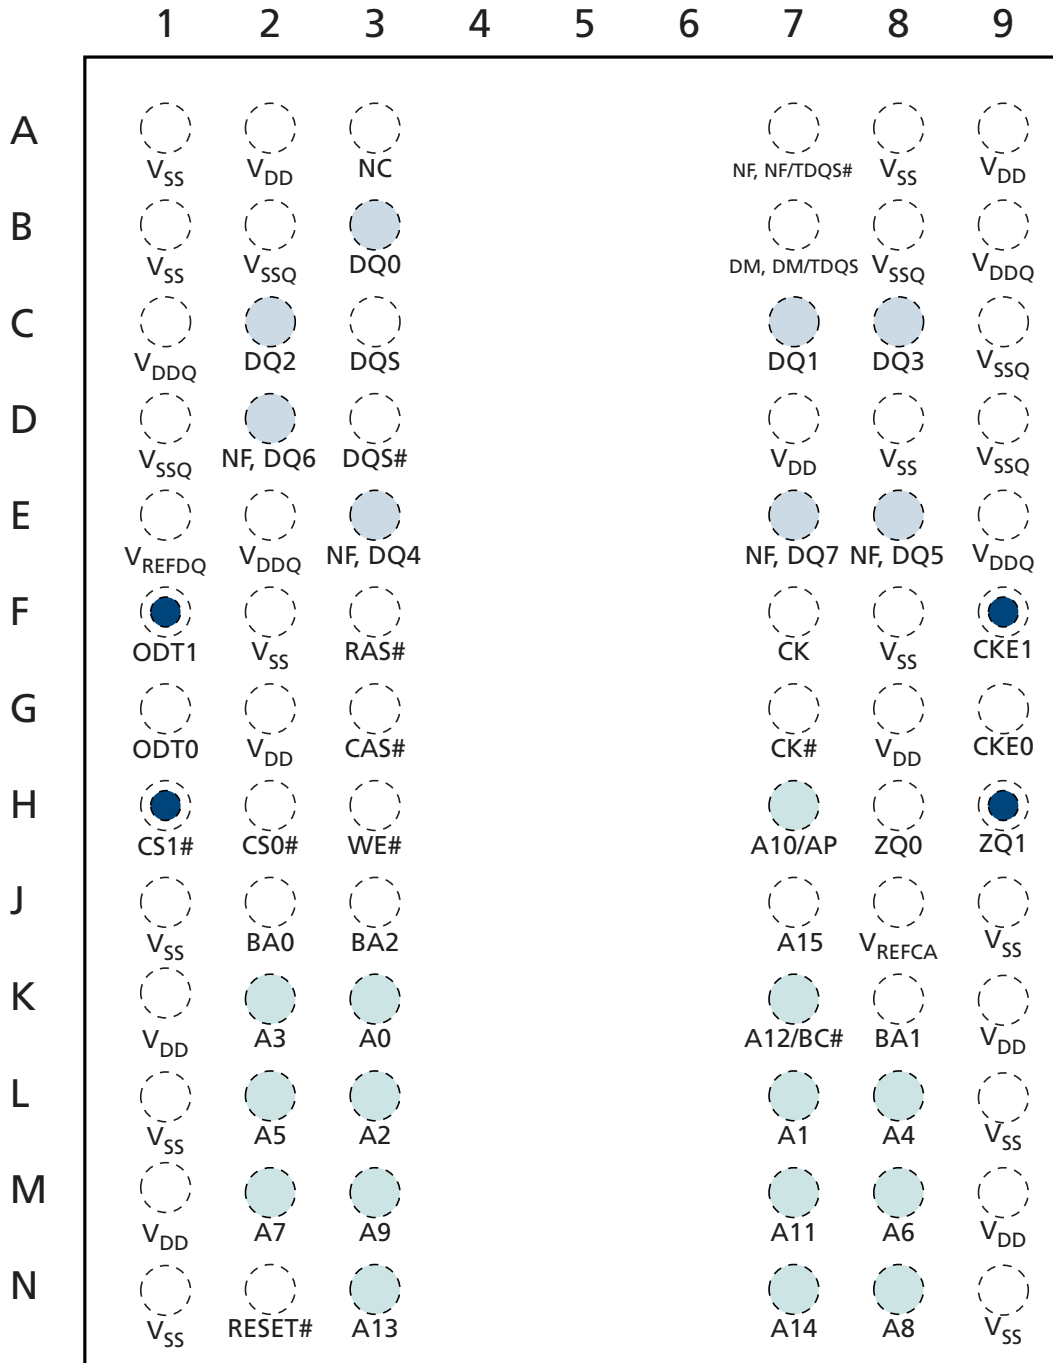 1 2 3 4 5 6 7 8 9
A
VSS VDD NC NF, NF/TDQS# VSS VDD
B
VSS VSSQ DQ0 DM, DM/TDQS VSSQ VDDQ
C
VDDQ DQ2 DQS DQ1 DQ3 VSSQ
D
VSSQ NF, DQ6 DQS# VDD VSS VSSQ
E
VREFDQ VDDQ NF, DQ4 NF, DQ7 NF, DQ5 VDDQ
F
ODT1 VSS RAS# CK VSS CKE1
G
ODT0 VDD CAS# CK# VDD CKE0
H
CS1# CS0# WE# A10/AP ZQ0 ZQ1
J
VSS BA0 BA2 A15 VREFCA VSS
K
VDD A3 A0 A12/BC# BA1 VDD
L
VSS A5 A2 A1 A4 VSS
M
VDD A7 A9 A11 A6 VDD
N
VSS RESET# A13 A14 A8 VSS